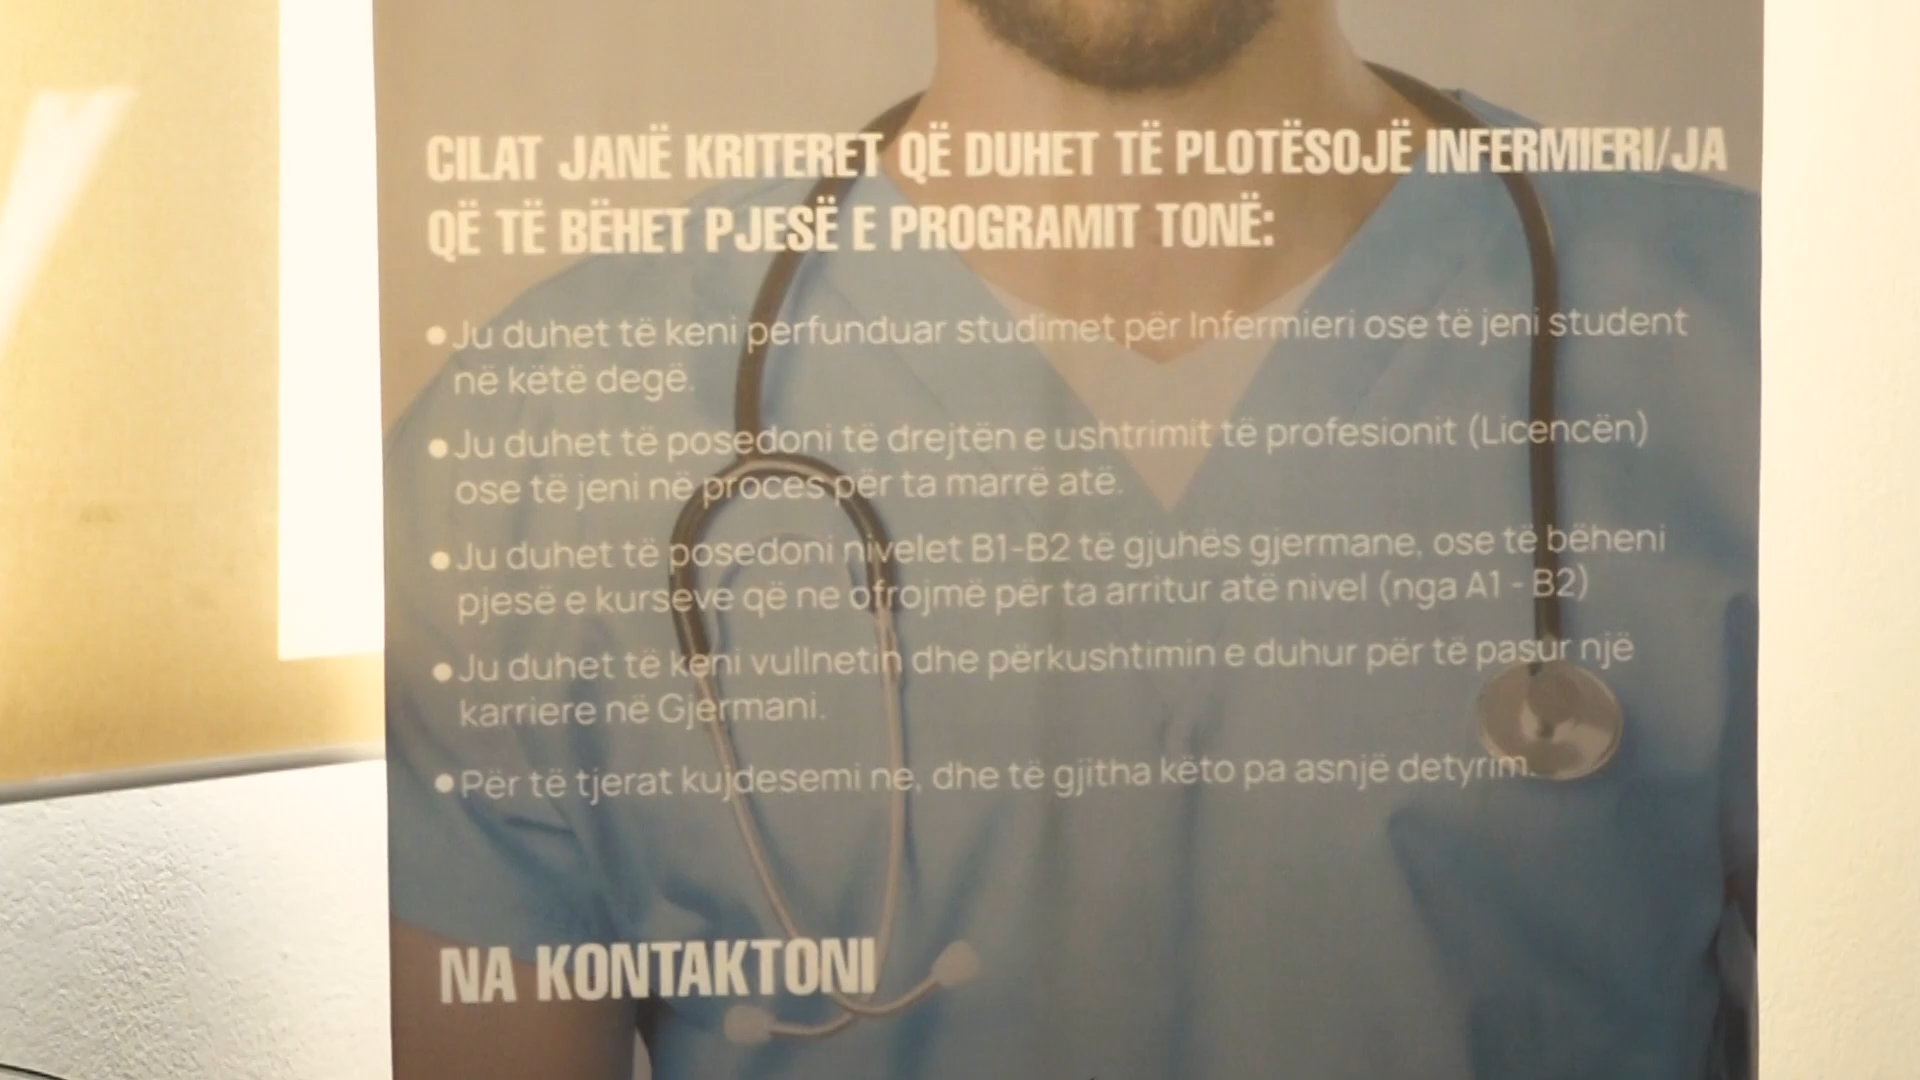 CILAT JANË KRITERET QË DUHET TË PLOTËSOJË INFERMIERI/JA
QË TË BËHET PJESË E PROGRAMIT TONË:
● Ju duhet të keni përfunduar studimet për Infermieri ose të jeni student
në këtë degë.
● Ju duhet të posedoni të drejtën e ushtrimit të profesionit (Licencën)
ose të jeni në proces për ta marrë atë.
● Ju duhet të posedoni nivelet B1-B2 të gjuhës gjermane, ose të bëheni
pjesë e kurseve që ne ofrojmë për ta arritur atë nivel (nga A1 - B2)
● Ju duhet të keni vullnetin dhe përkushtimin e duhur për të pasur një
karriere në Gjermani.
● Për të tjerat kujdesemi ne, dhe të gjitha këto pa asnjë detyrim.
NA KONTAKTONI